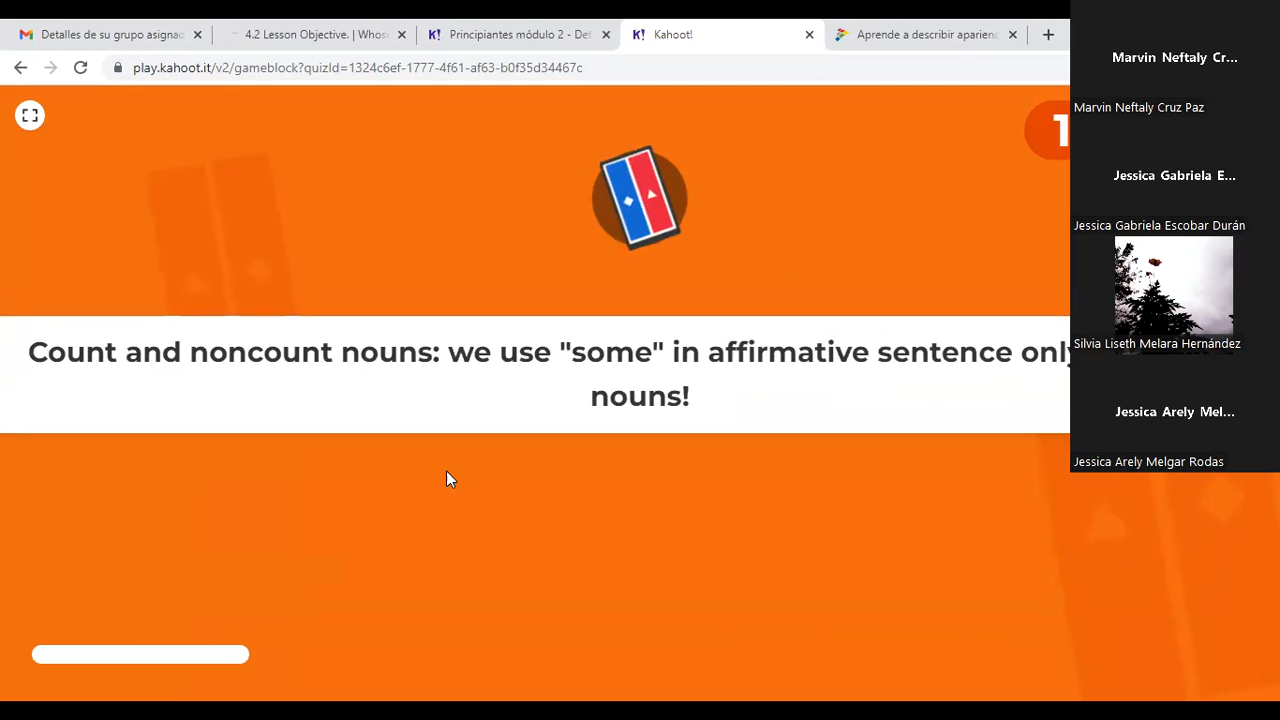 Detalles de su grupo asigna
4.2 Lesson Objective. | Whos
K! Principiantes módulo 2 - De
K! Kahoot!
Aprende a describir aparien
play.kahoot.it/v2/gameblock?quizId=1324c6ef-1777-4f61-af63-b0f35d34467c
1
Count and noncount nouns: we use "some" in affirmative sentence only
nouns!
Marvin Neftaly Cr...
Marvin Neftaly Cruz Paz
Jessica Gabriela E...
Jessica Gabriela Escobar Durán
Silvia Liseth Melara Hernández
Jessica Arely Mel...
Jessica Arely Melgar Rodas